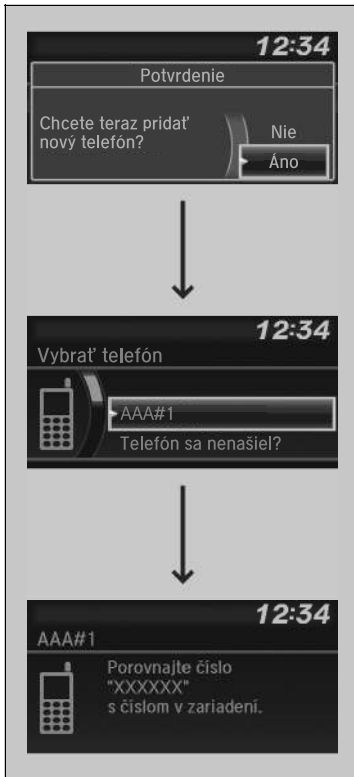 12:34
Potvrdenie
Chcete teraz pridať
nový telefón?
Nie
Áno
12:34
Vybrať telefón
AAA#1
Telefón sa nenašiel?
12:34
AAA#1
Porovnajte číslo
"XXXXXX"
s číslom v zariadení.